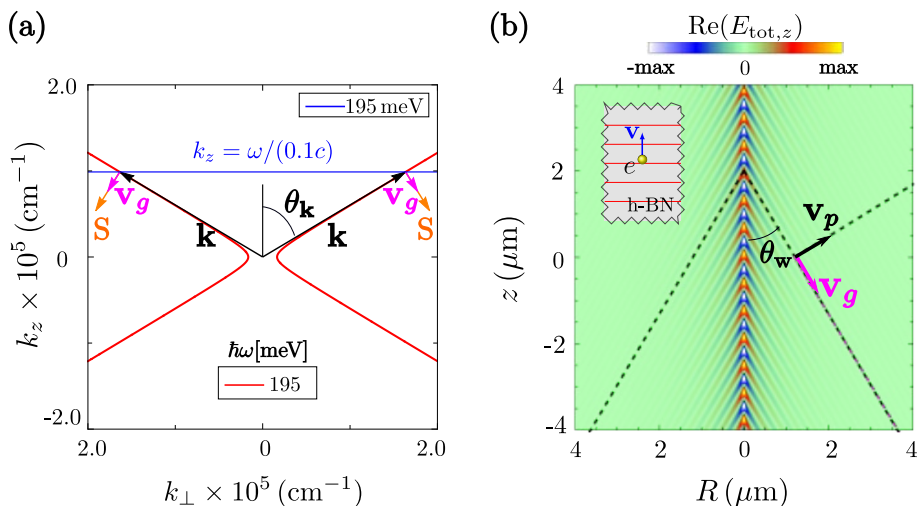 (a)
2.0
1.0
0
-2.0
2.0
0
2.0
k_z × 10^5 (cm^−1)
k_⊥ × 10^5 (cm^−1)
195 meV
k_z = ω/(0.1c)
θ_k
k
k
v_g
v_g
S
S
ħω[meV]
195
(b)
Re(E_tot,z)
-max
0
max
4
2
0
-2
-4
4
2
0
2
4
z (μm)
R (μm)
v
e
h-BN
v_p
θ_w
v_g